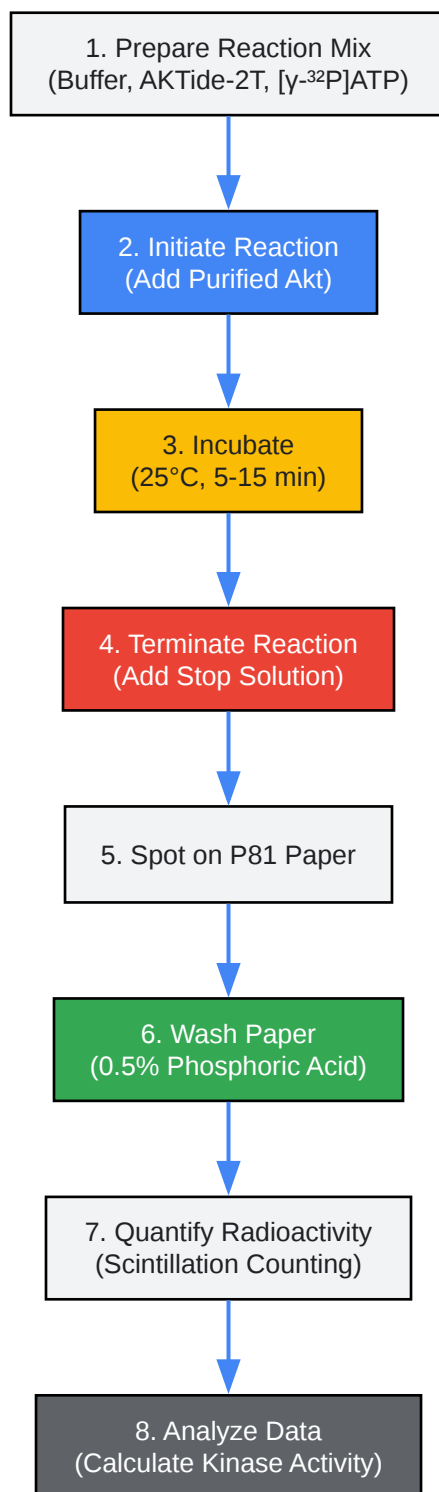 1. Prepare Reaction Mix
(Buffer, AKTide-2T, [γ-³²P]ATP)
2. Initiate Reaction
(Add Purified Akt)
3. Incubate
(25°C, 5-15 min)
4. Terminate Reaction
(Add Stop Solution)
5. Spot on P81 Paper
6. Wash Paper
(0.5% Phosphoric Acid)
7. Quantify Radioactivity
(Scintillation Counting)
8. Analyze Data
(Calculate Kinase Activity)